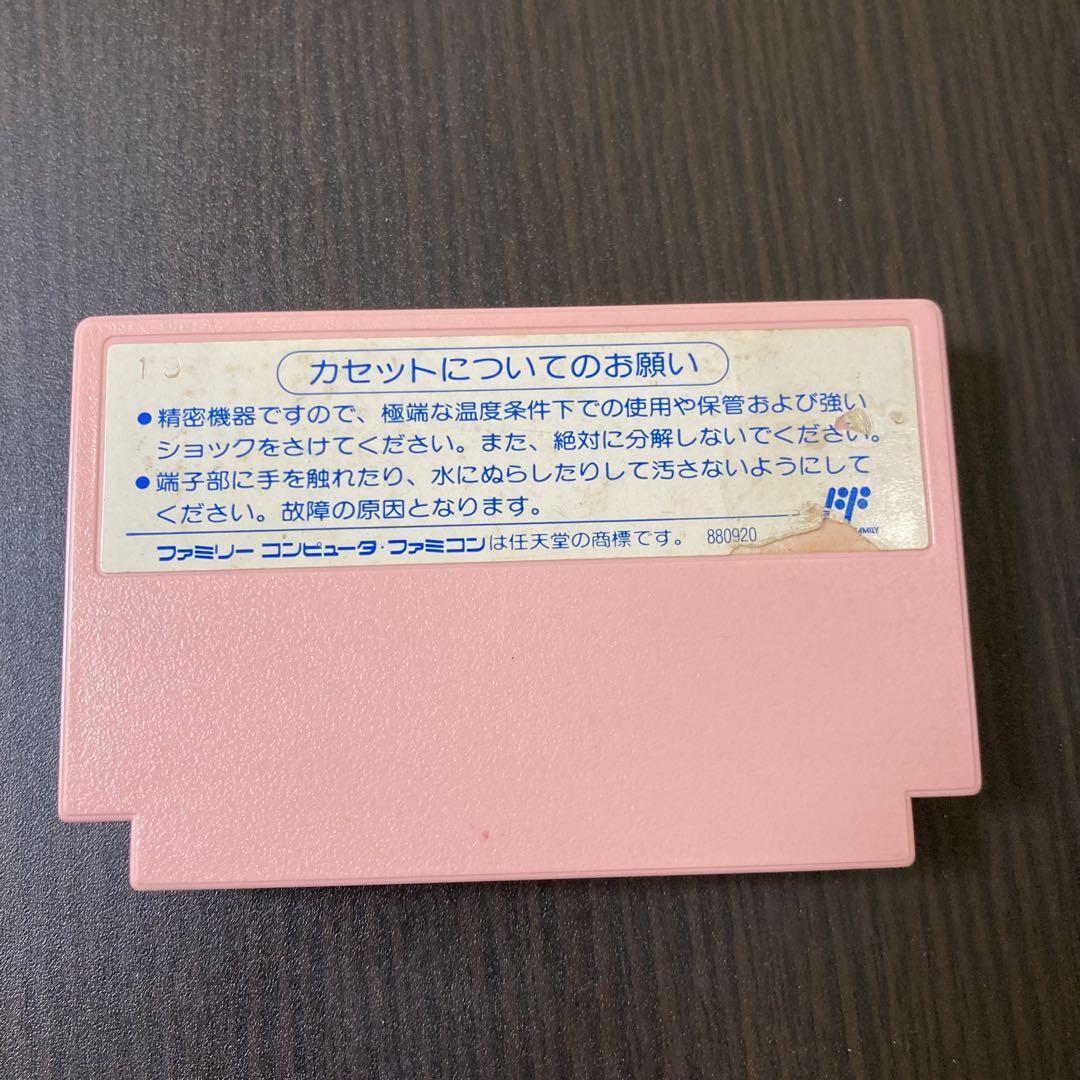 カセットについてのお願い
●精密機器ですので、極端な温度条件下での使用や保管および強い
ショックをさけてください。また、絶対に分解しないでください。
●端子部に手を触れたり、水にぬらしたりして汚さないようにして
ください。故障の原因となります。
ファミリーコンピュータ・ファミコンは任天堂の商標です。 880920